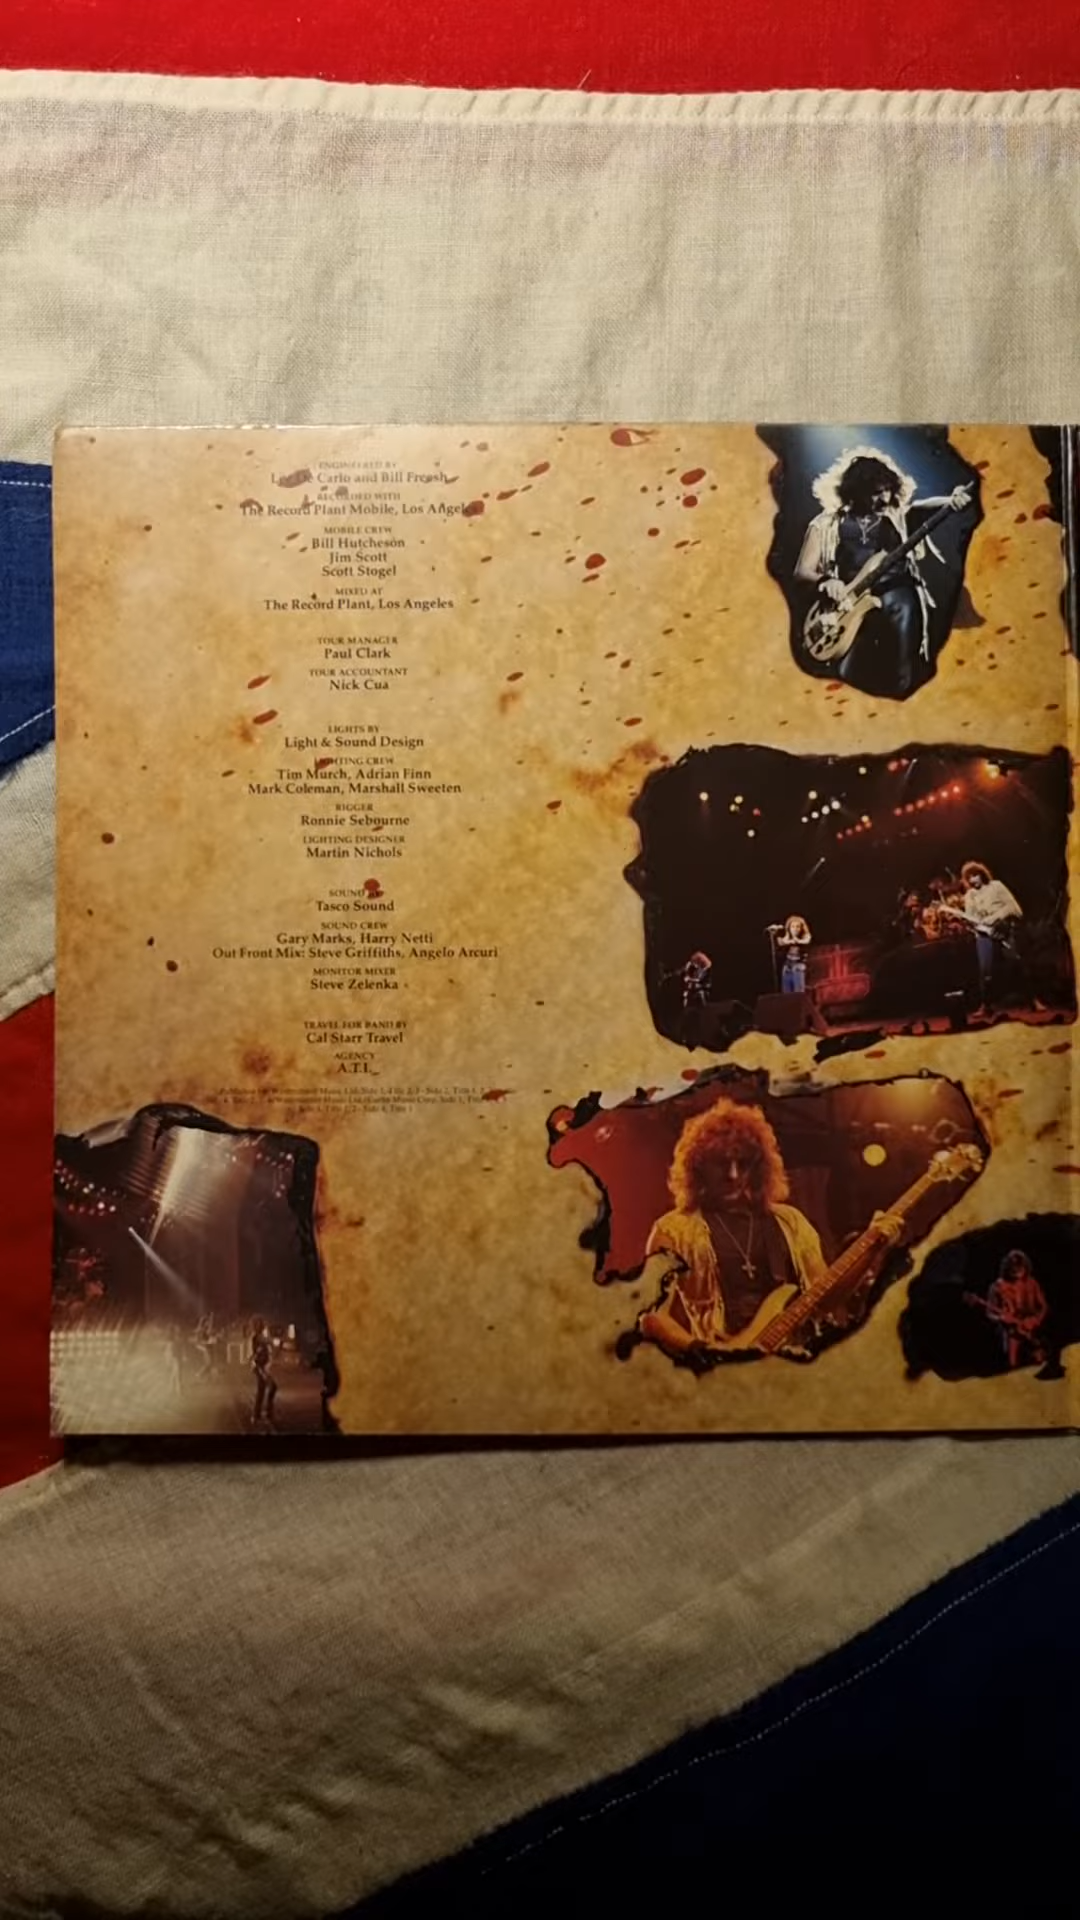 ENGINEERED BY
Lee De Carlo and Bill Freesh
RECORDED WITH
The Record Plant Mobile, Los Angeles
MOBILE CREW
Bill Hutcheson
Jim Scott
Scott Stogel
MIXED AT
The Record Plant, Los Angeles
TOUR MANAGER
Paul Clark
TOUR ACCOUNTANT
Nick Cua
LIGHTS BY
Light & Sound Design
LIGHTING CREW
Tim Murch, Adrian Finn
Mark Coleman, Marshall Sweeten
RIGGER
Ronnie Sebourne
LIGHTING DESIGNER
Martin Nichols
SOUND BY
Tasco Sound
SOUND CREW
Gary Marks, Harry Netti
Out Front Mix: Steve Griffiths, Angelo Arcuri
MONITOR MIXER
Steve Zelenka
TRAVEL FOR BAND BY
Cal Starr Travel
AGENCY
A.T.I.